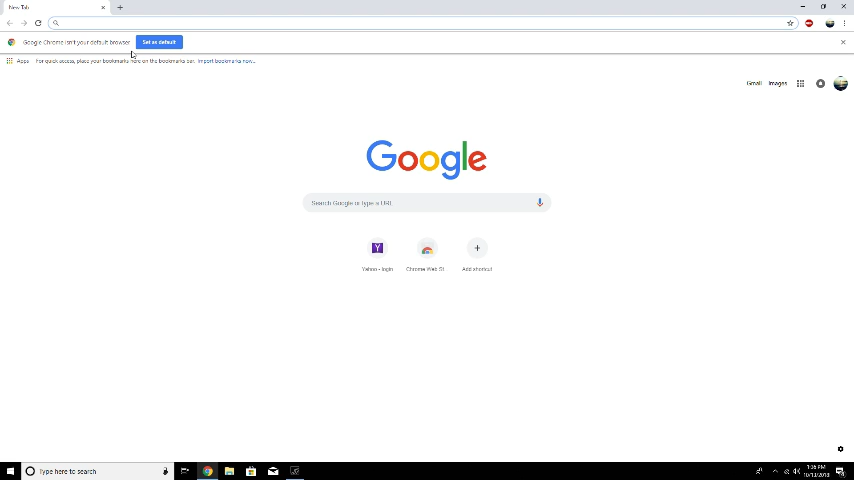 New Tab
Google Chrome isn't your default browser
Set as default
Apps
For quick access, place your bookmarks here on the bookmarks bar. Import bookmarks now...
Gmail
Images
Google
Search Google or type a URL
Yahoo - login
Chrome Web St
Add shortcut
Type here to search
1:06 PM
10/13/2018